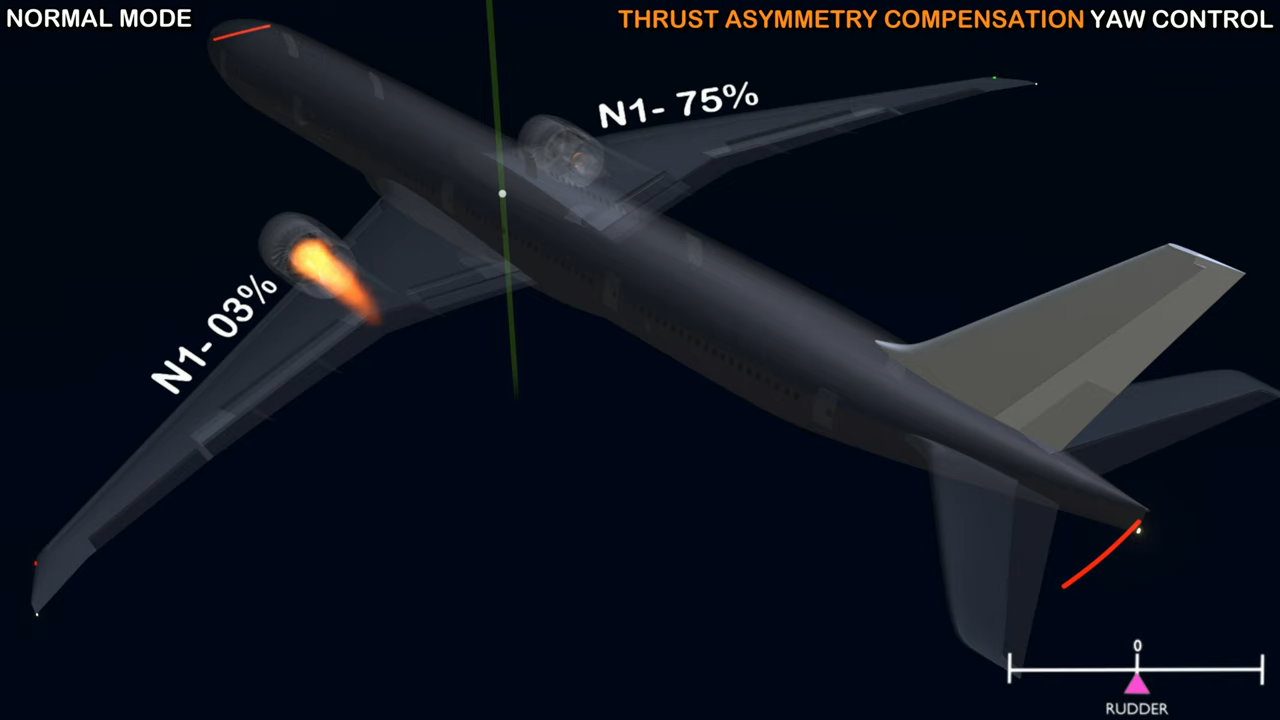 NORMAL MODE
THRUST ASYMMETRY COMPENSATION YAW CONTROL
N1- 75%
N1- 03%
0
RUDDER